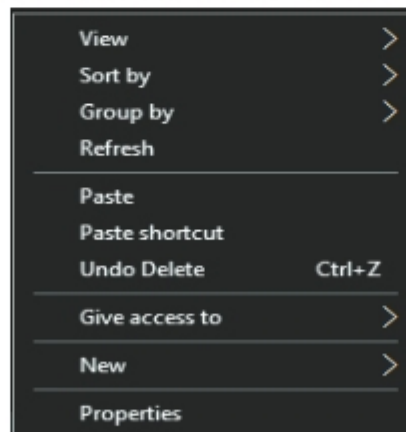 View
Sort by
Group by
Refresh
Paste
Paste shortcut
Undo Delete Ctrl+Z
Give access to
New
Properties